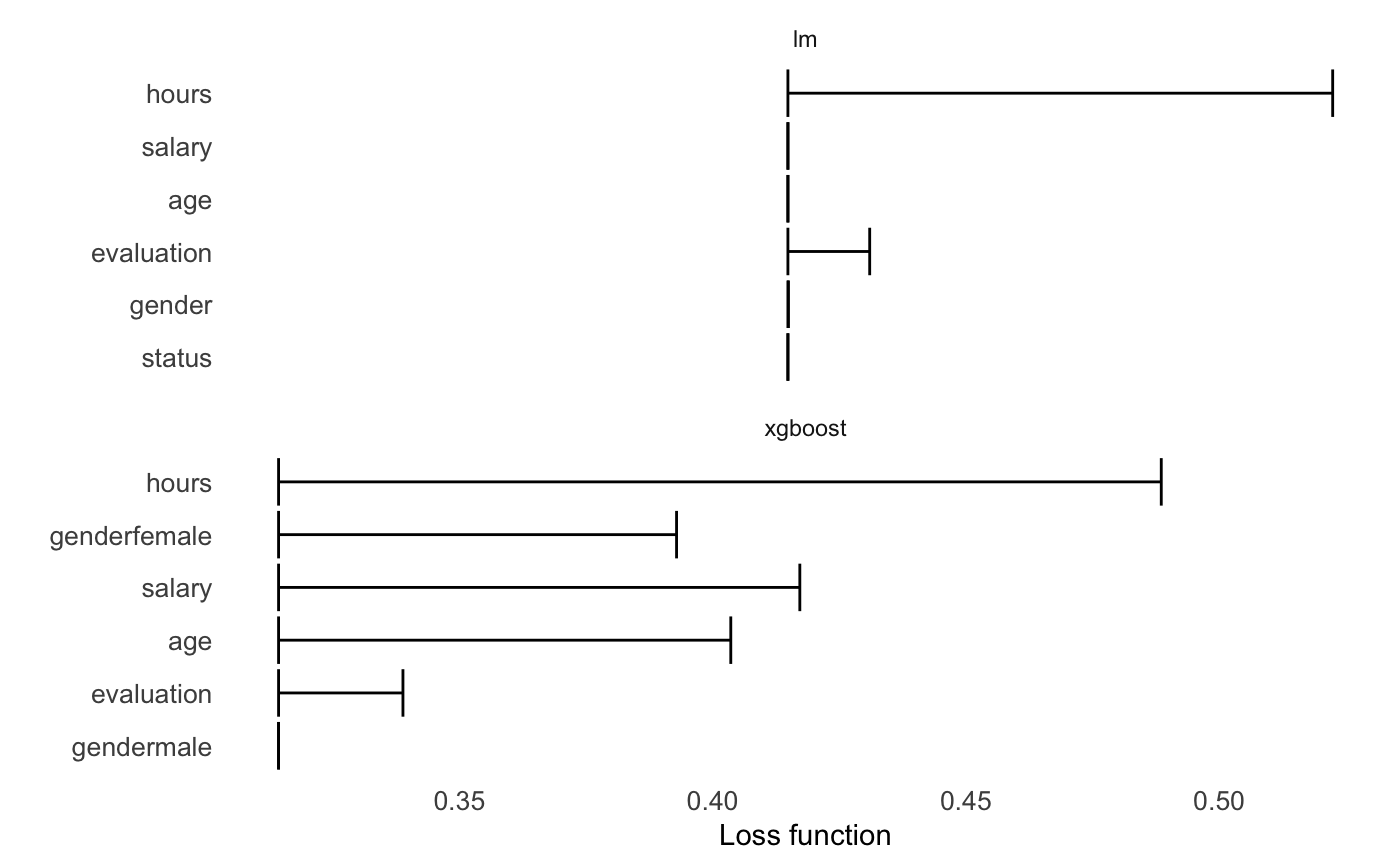 lm
hours
salary
age
evaluation
gender
status
xgboost
hours
genderfemale
salary
age
evaluation
gendermale
0.35 0.40 0.45 0.50
Loss function